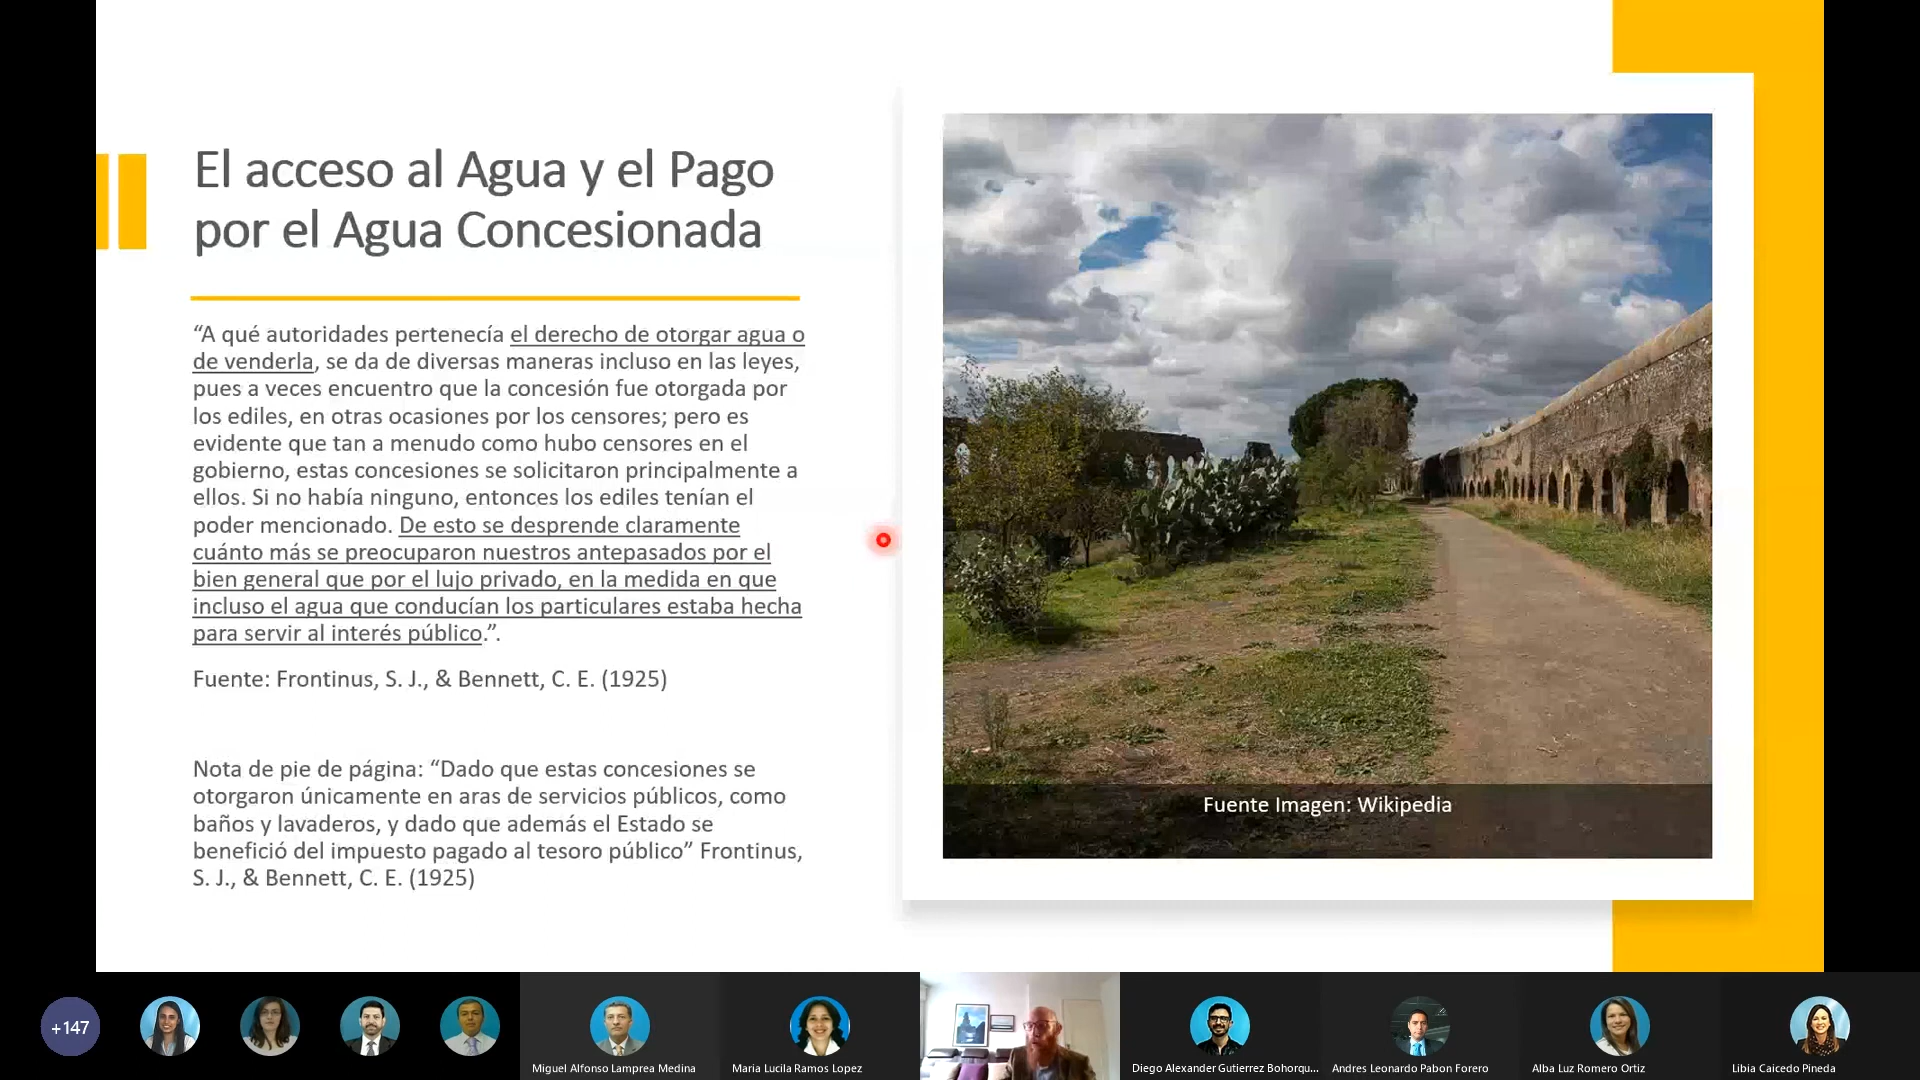 El acceso al Agua y el Pago
por el Agua Concesionada
“A qué autoridades pertenecía el derecho de otorgar agua o
de venderla, se da de diversas maneras incluso en las leyes,
pues a veces encuentro que la concesión fue otorgada por
los ediles, en otras ocasiones por los censores; pero es
evidente que tan a menudo como hubo censores en el
gobierno, estas concesiones se solicitaron principalmente a
ellos. Si no había ninguno, entonces los ediles tenían el
poder mencionado. De esto se desprende claramente
cuánto más se preocuparon nuestros antepasados por el
bien general que por el lujo privado, en la medida en que
incluso el agua que conducían los particulares estaba hecha
para servir al interés público.”.
Fuente: Frontinus, S. J., & Bennett, C. E. (1925)
Nota de pie de página: “Dado que estas concesiones se
otorgaron únicamente en aras de servicios públicos, como
baños y lavaderos, y dado que además el Estado se
benefició del impuesto pagado al tesoro público” Frontinus,
S. J., & Bennett, C. E. (1925)
Fuente Imagen: Wikipedia
+147
Miguel Alfonso Lamprea Medina
Maria Lucila Ramos Lopez
Diego Alexander Gutierrez Bohorqu...
Andres Leonardo Pabon Forero
Alba Luz Romero Ortiz
Libia Caicedo Pineda